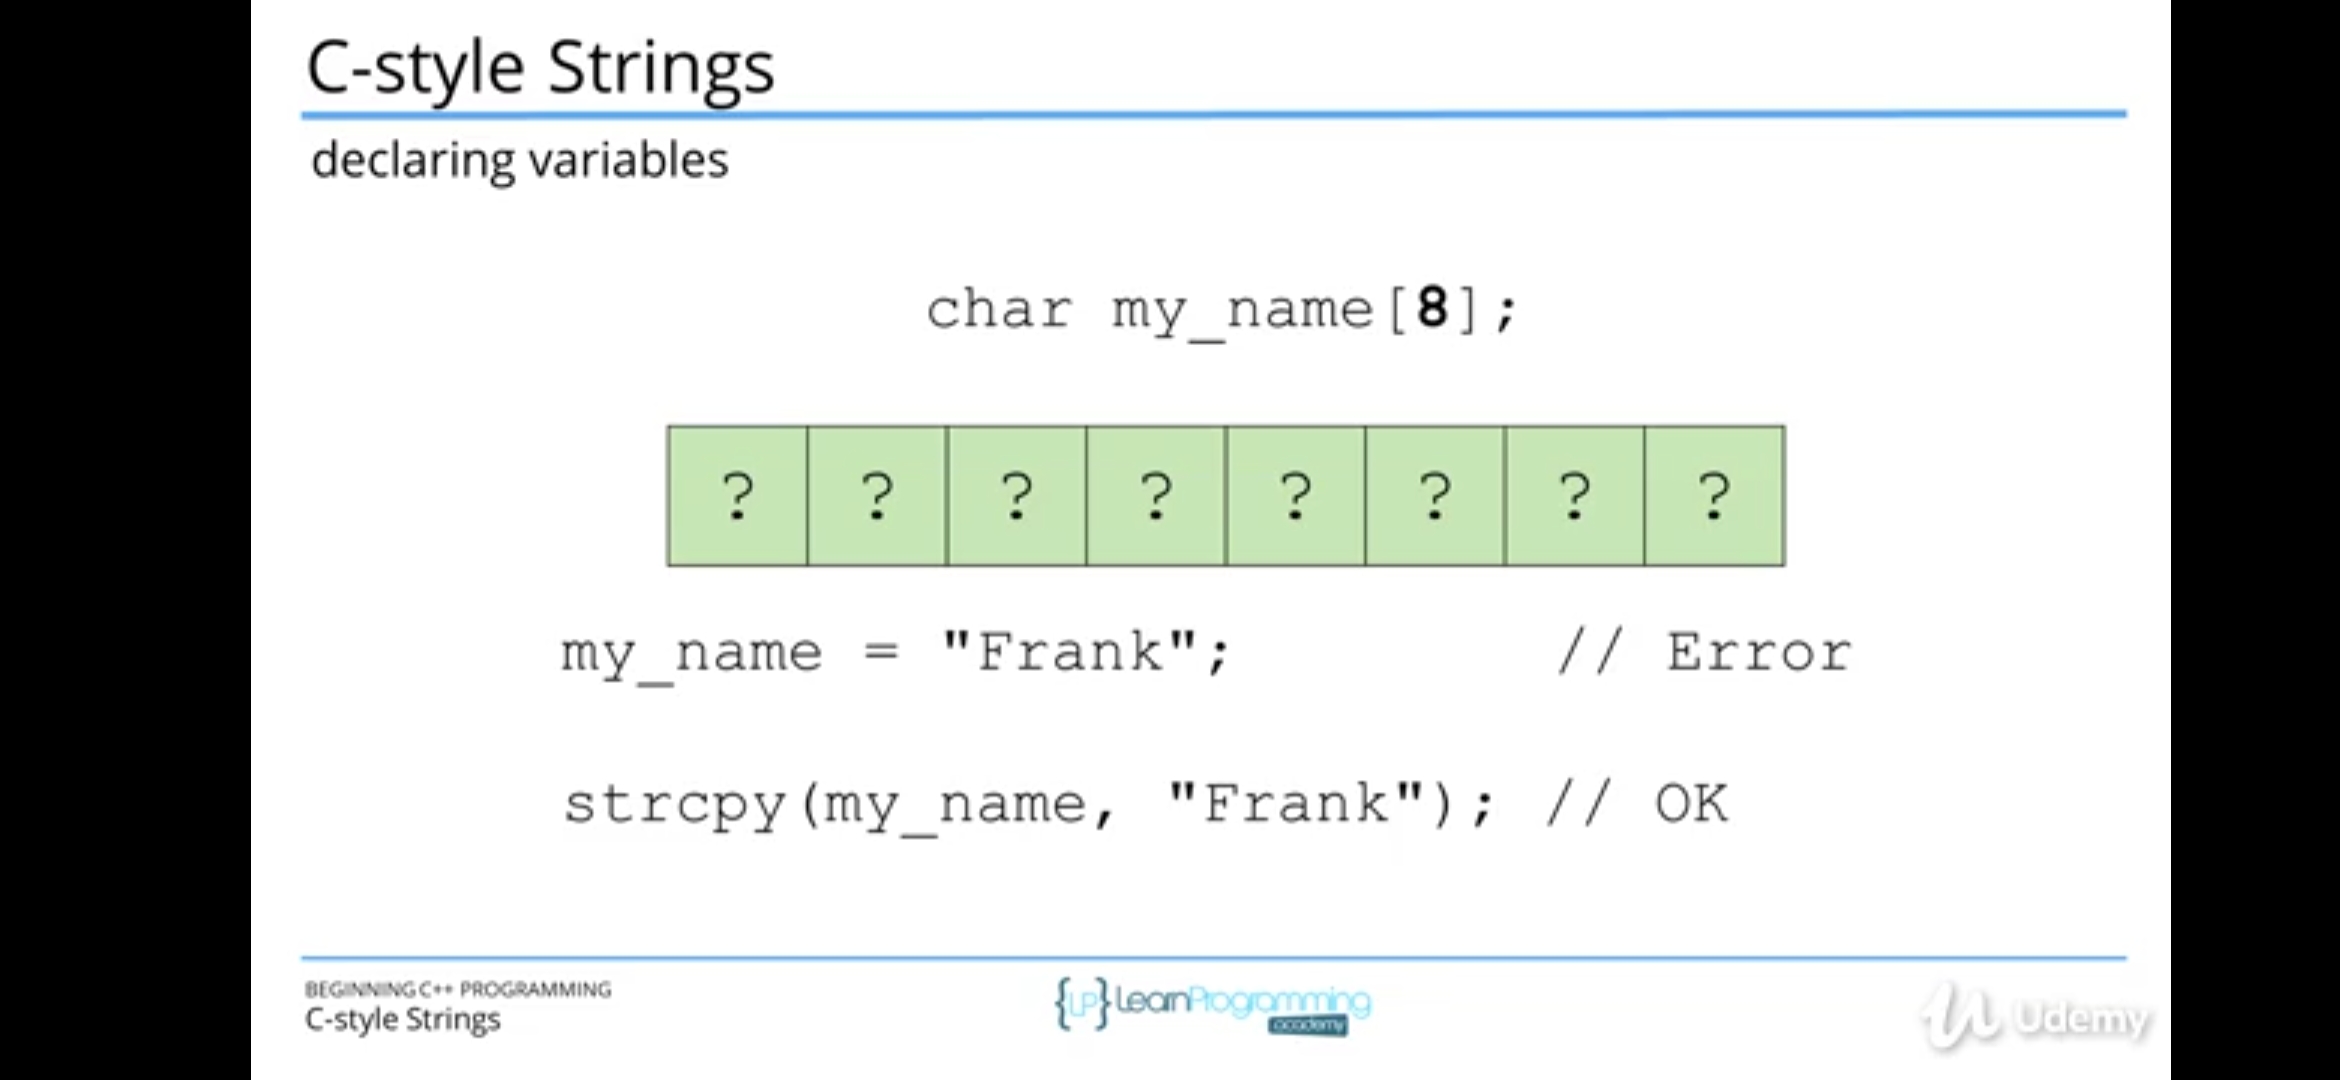 C-style Strings
declaring variables
char my_name[8];
? ? ? ? ? ? ? ?
my_name = "Frank"; // Error
strcpy(my_name, "Frank"); // OK
BEGINNING C++ PROGRAMMING
C-style Strings
{LP} LearnProgramming
academy
Udemy